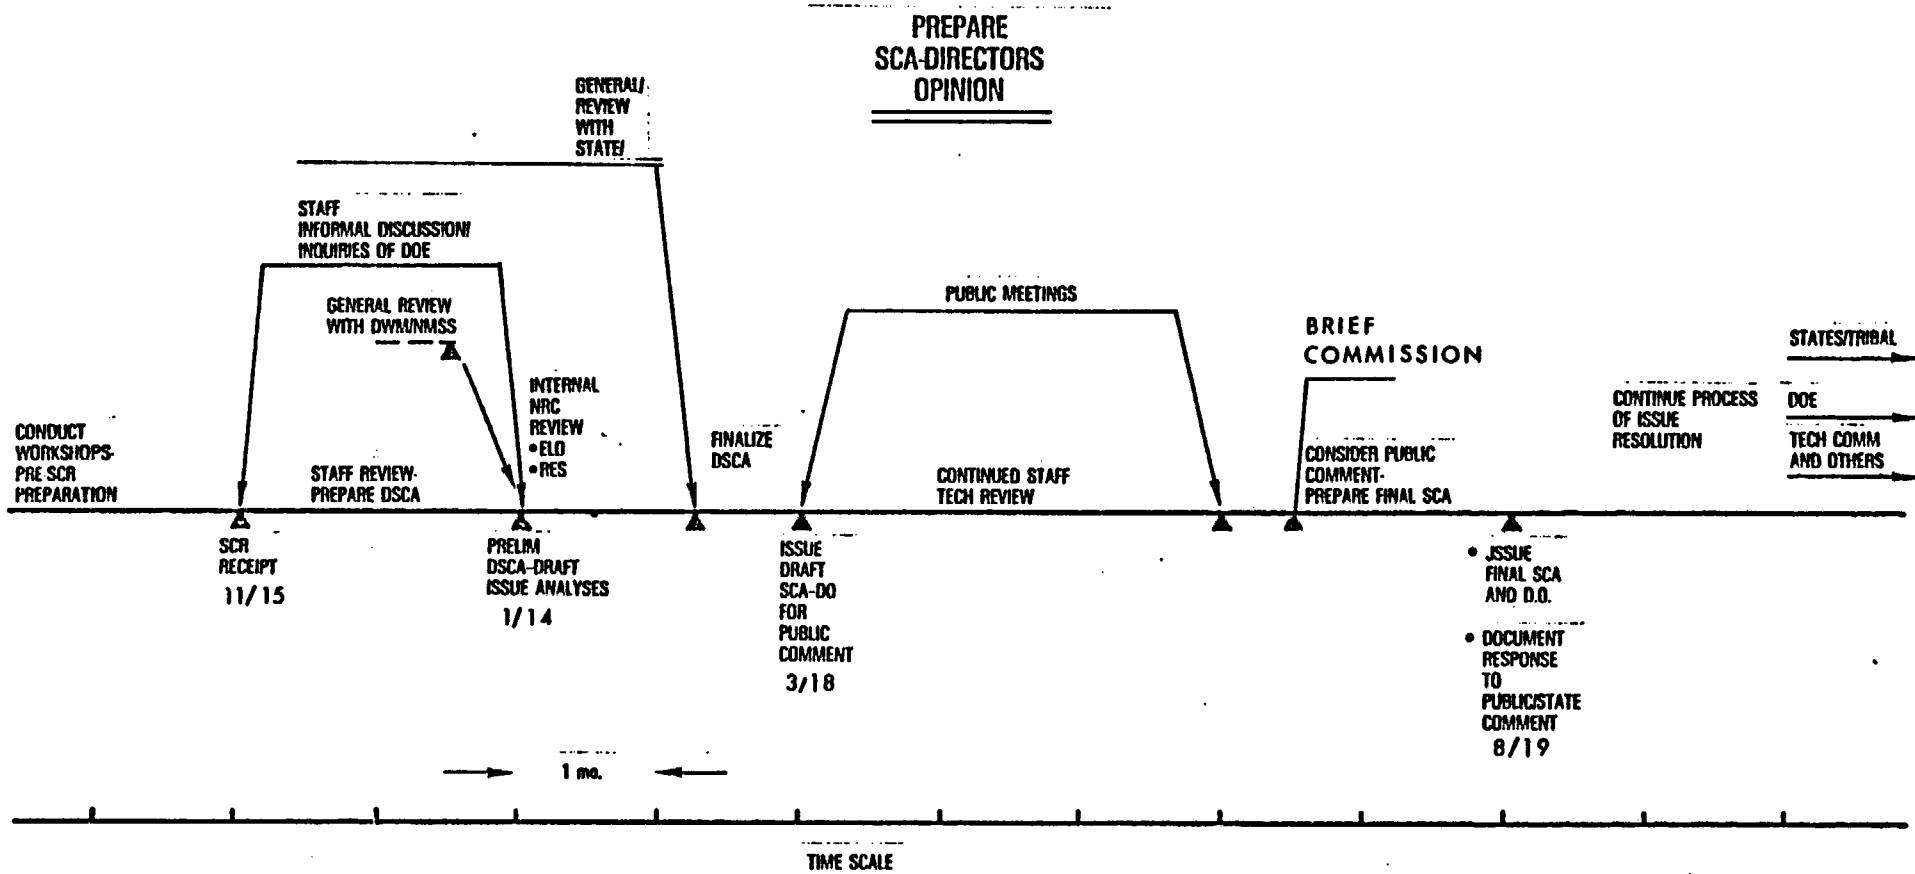 PREPARE
SCA-DIRECTORS
OPINION
GENERAL/
REVIEW
WITH
STATE/
STAFF
INFORMAL DISCUSSION/
INQUIRIES OF DOE
GENERAL REVIEW
WITH DWM/NMSS
INTERNAL
NRC
REVIEW
•ELD
•RES
PUBLIC MEETINGS
BRIEF
COMMISSION
STATES/TRIBAL
DOE
TECH COMM
AND OTHERS
CONTINUE PROCESS
OF ISSUE
RESOLUTION
CONDUCT
WORKSHOPS-
PRE SCR
PREPARATION
STAFF REVIEW-
PREPARE DSCA
FINALIZE
DSCA
CONTINUED STAFF
TECH REVIEW
CONSIDER PUBLIC
COMMENT-
PREPARE FINAL SCA
SCR
RECEIPT
11/15
PRELIM
DSCA-DRAFT
ISSUE ANALYSES
1/14
ISSUE
DRAFT
SCA-DO
FOR
PUBLIC
COMMENT
3/18
• ISSUE
FINAL SCA
AND D.O.
• DOCUMENT
RESPONSE
TO
PUBLIC/STATE
COMMENT
8/19
1 mo.
TIME SCALE